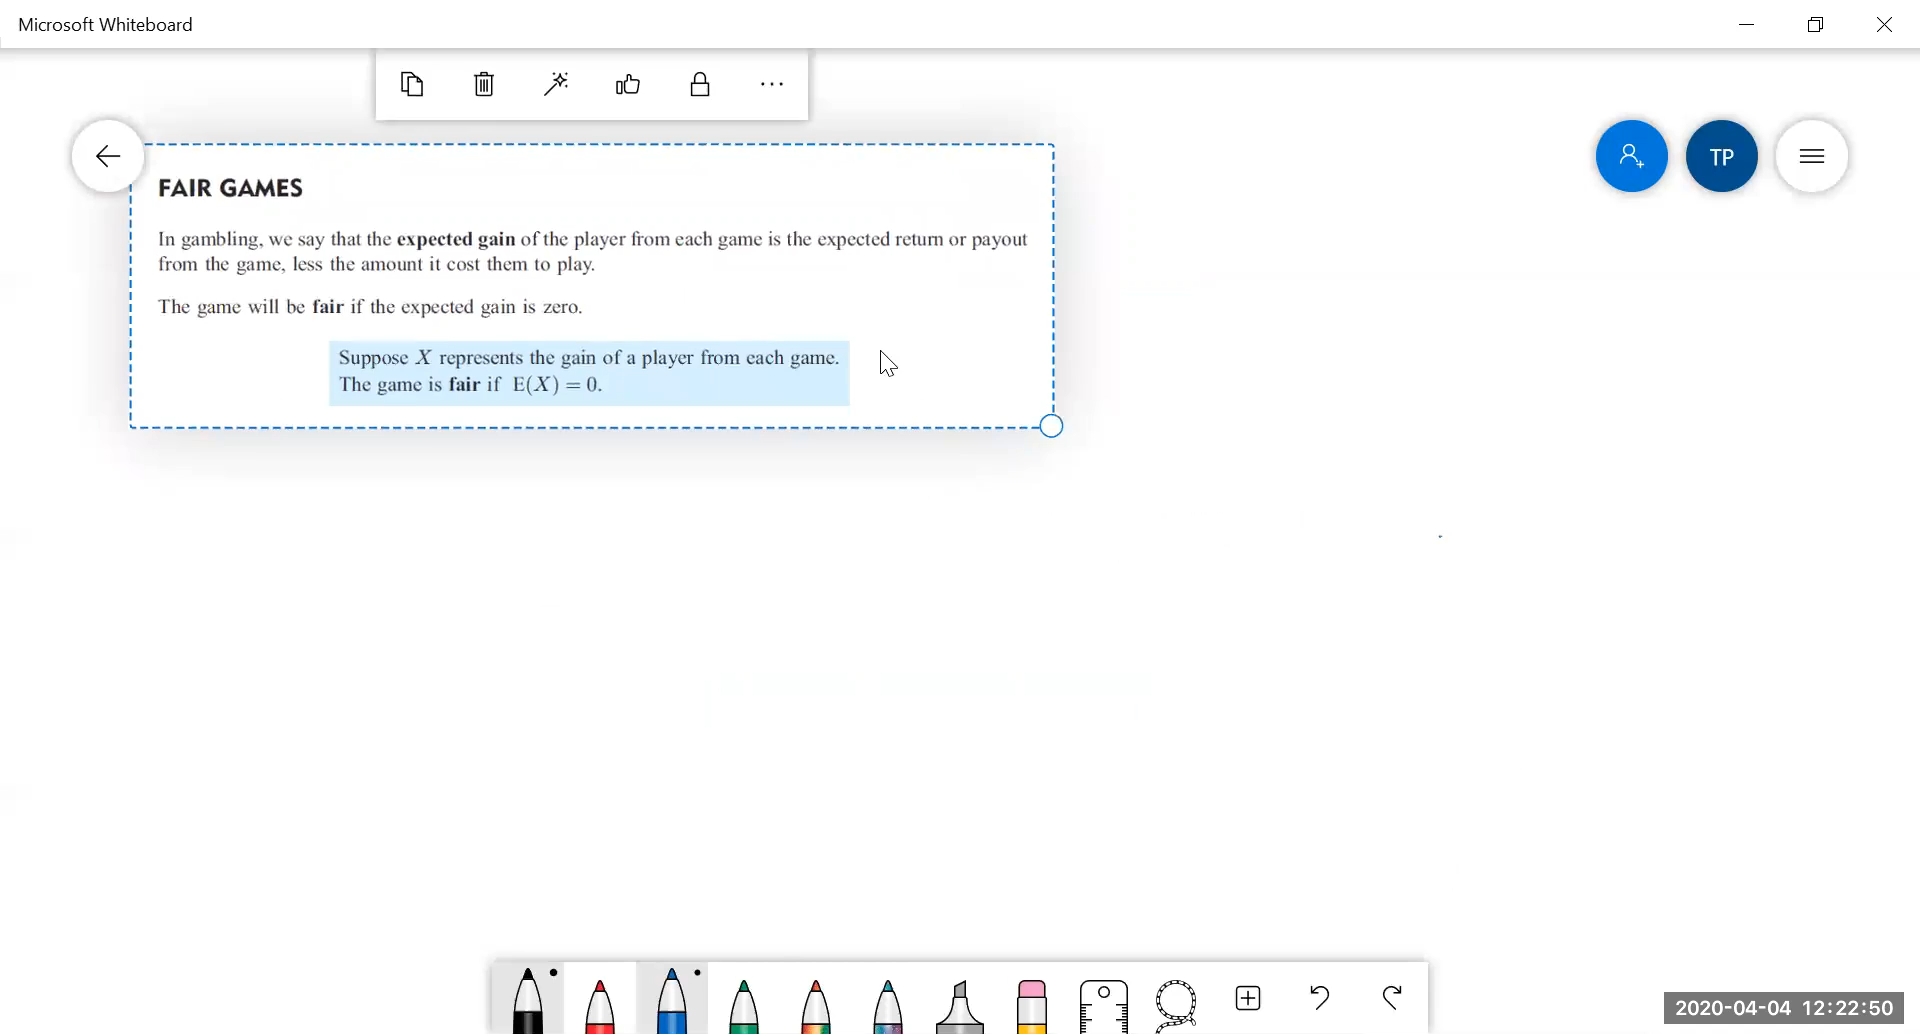 Microsoft Whiteboard
TP
FAIR GAMES
In gambling, we say that the expected gain of the player from each game is the expected return or payout
from the game, less the amount it cost them to play.
The game will be fair if the expected gain is zero.
Suppose X represents the gain of a player from each game.
The game is fair if E(X) = 0.
2020-04-04 12:22:50